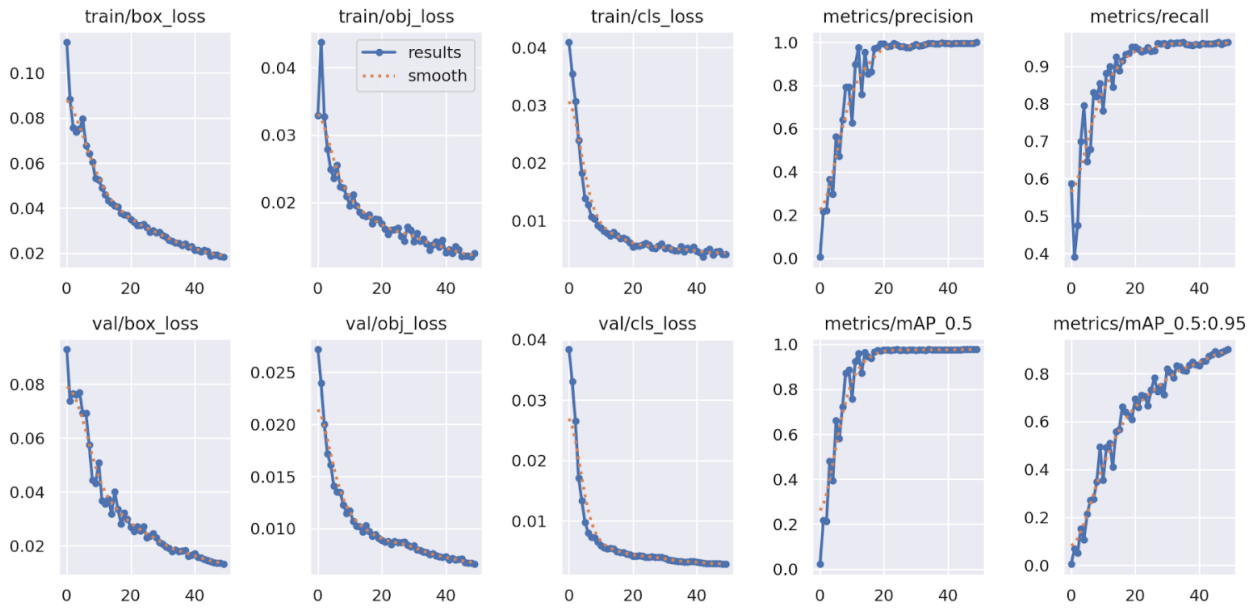 train/box_loss
0.10
0.08
0.06
0.04
0.02
0 20 40
train/obj_loss
results
smooth
0.04
0.03
0.02
0 20 40
train/cls_loss
0.04
0.03
0.02
0.01
0 20 40
metrics/precision
1.0
0.8
0.6
0.4
0.2
0.0
0 20 40
metrics/recall
0.9
0.8
0.7
0.6
0.5
0.4
0 20 40
val/box_loss
0.08
0.06
0.04
0.02
0 20 40
val/obj_loss
0.025
0.020
0.015
0.010
0 20 40
val/cls_loss
0.04
0.03
0.02
0.01
0 20 40
metrics/mAP_0.5
1.0
0.8
0.6
0.4
0.2
0.0
0 20 40
metrics/mAP_0.5:0.95
0.8
0.6
0.4
0.2
0.0
0 20 40